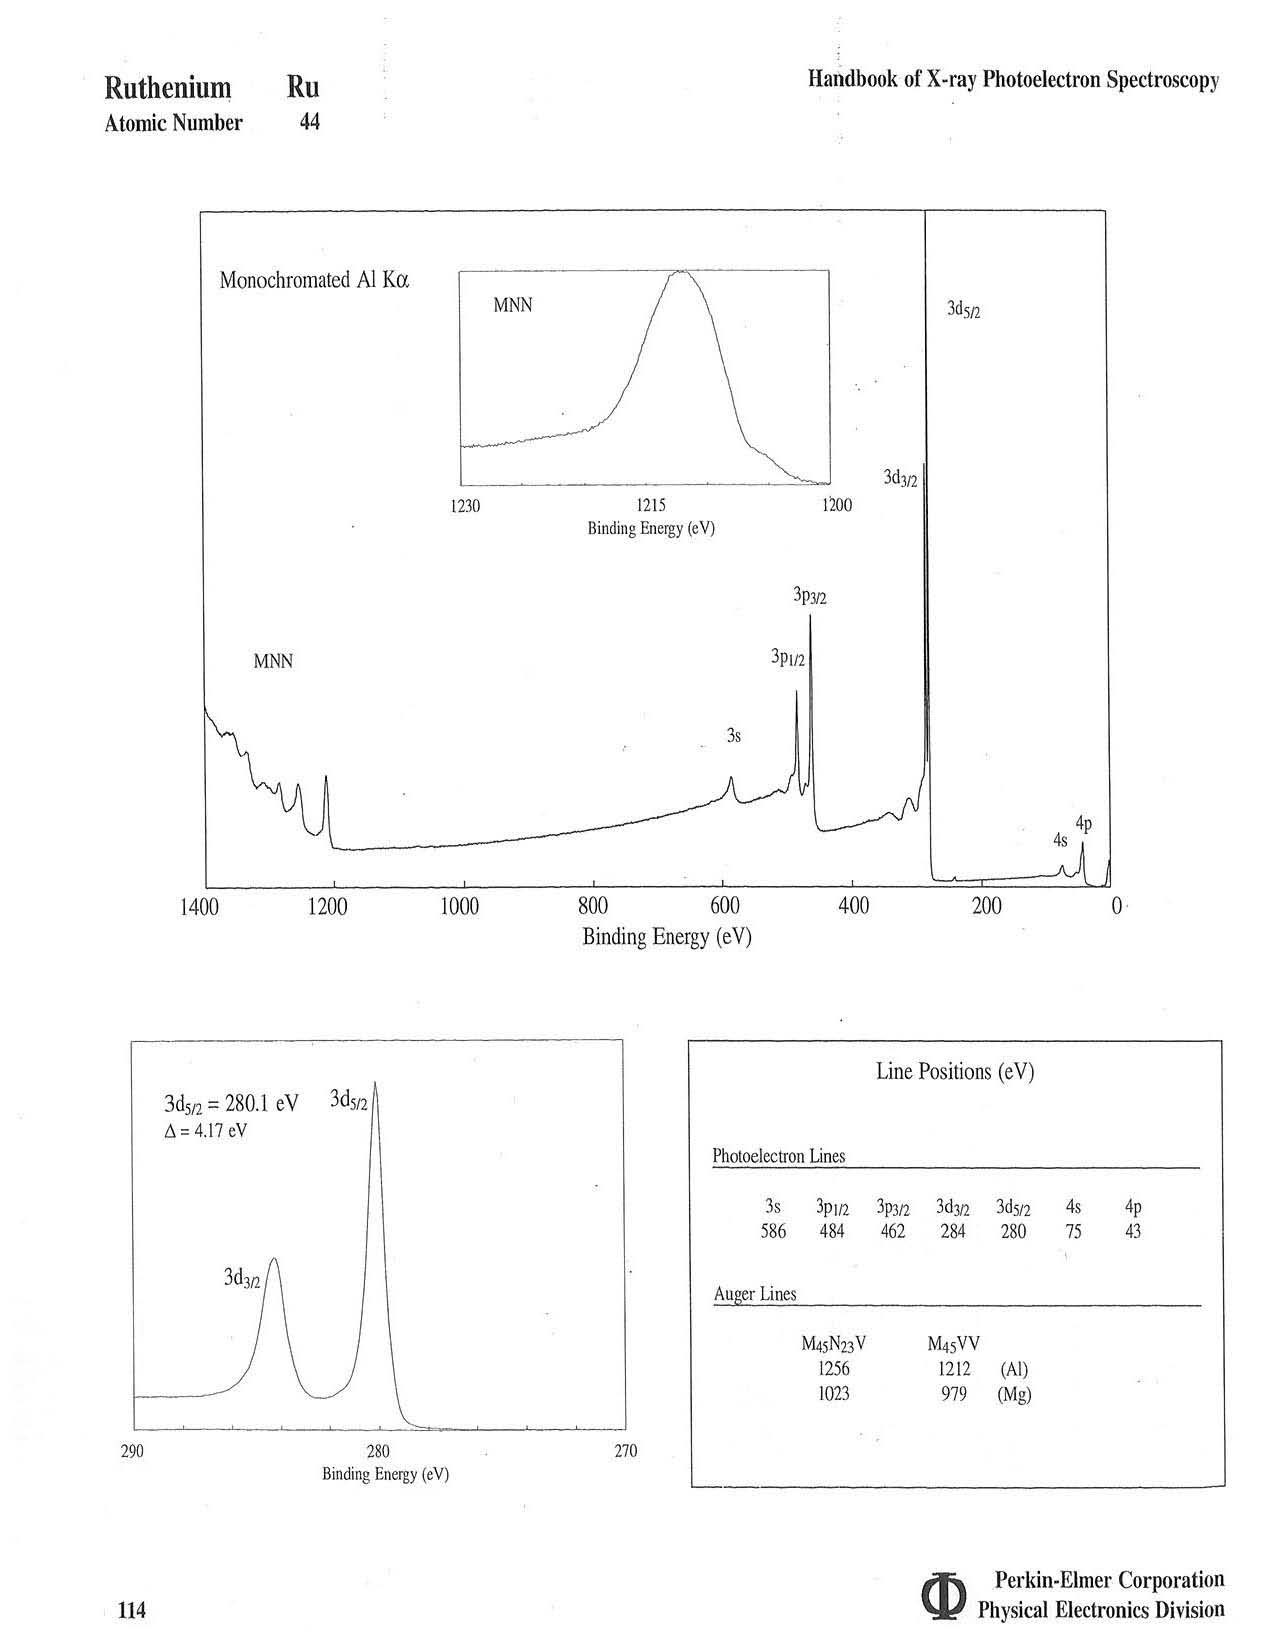 Ruthenium Ru
Atomic Number 44
Handbook of X-ray Photoelectron Spectroscopy
Monochromated Al Kα
MNN
1230 1215 1200
Binding Energy (eV)
3d5/2
3d3/2
3p3/2
3p1/2
3s
MNN
4p
4s
1400 1200 1000 800 600 400 200 0
Binding Energy (eV)
3d5/2 = 280.1 eV
Δ = 4.17 eV
3d5/2
3d3/2
290 280 270
Binding Energy (eV)
Line Positions (eV)
Photoelectron Lines
3s 3p1/2 3p3/2 3d3/2 3d5/2 4s 4p
586 484 462 284 280 75 43
Auger Lines
M45N23V M45VV
1256 1212 (Al)
1023 979 (Mg)
114
Perkin-Elmer Corporation
Physical Electronics Division